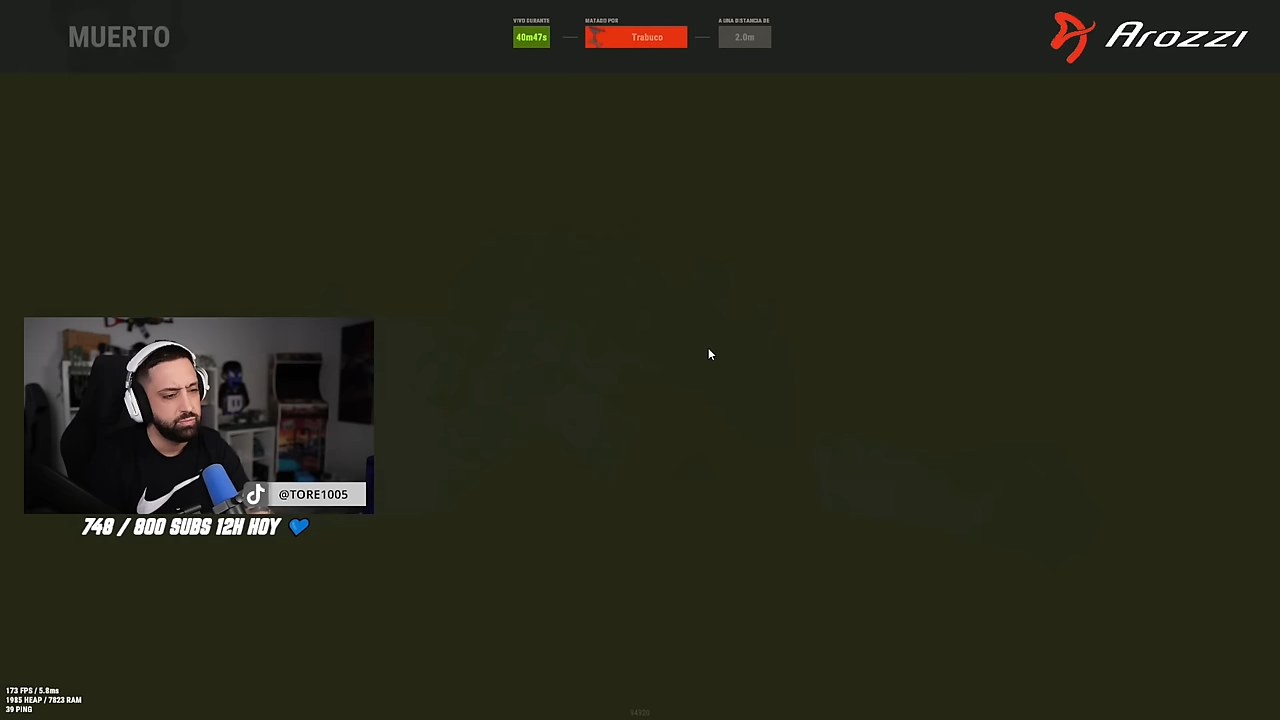 MUERTO
VIVO DURANTE
40m47s
MATADO POR
Trabuco
A UNA DISTANCIA DE
2.0m
Arozzi
@TORE1005
748 / 800 SUBS 12H HOY
173 FPS / 5.8ms
1985 HEAP / 7823 RAM
39 PING